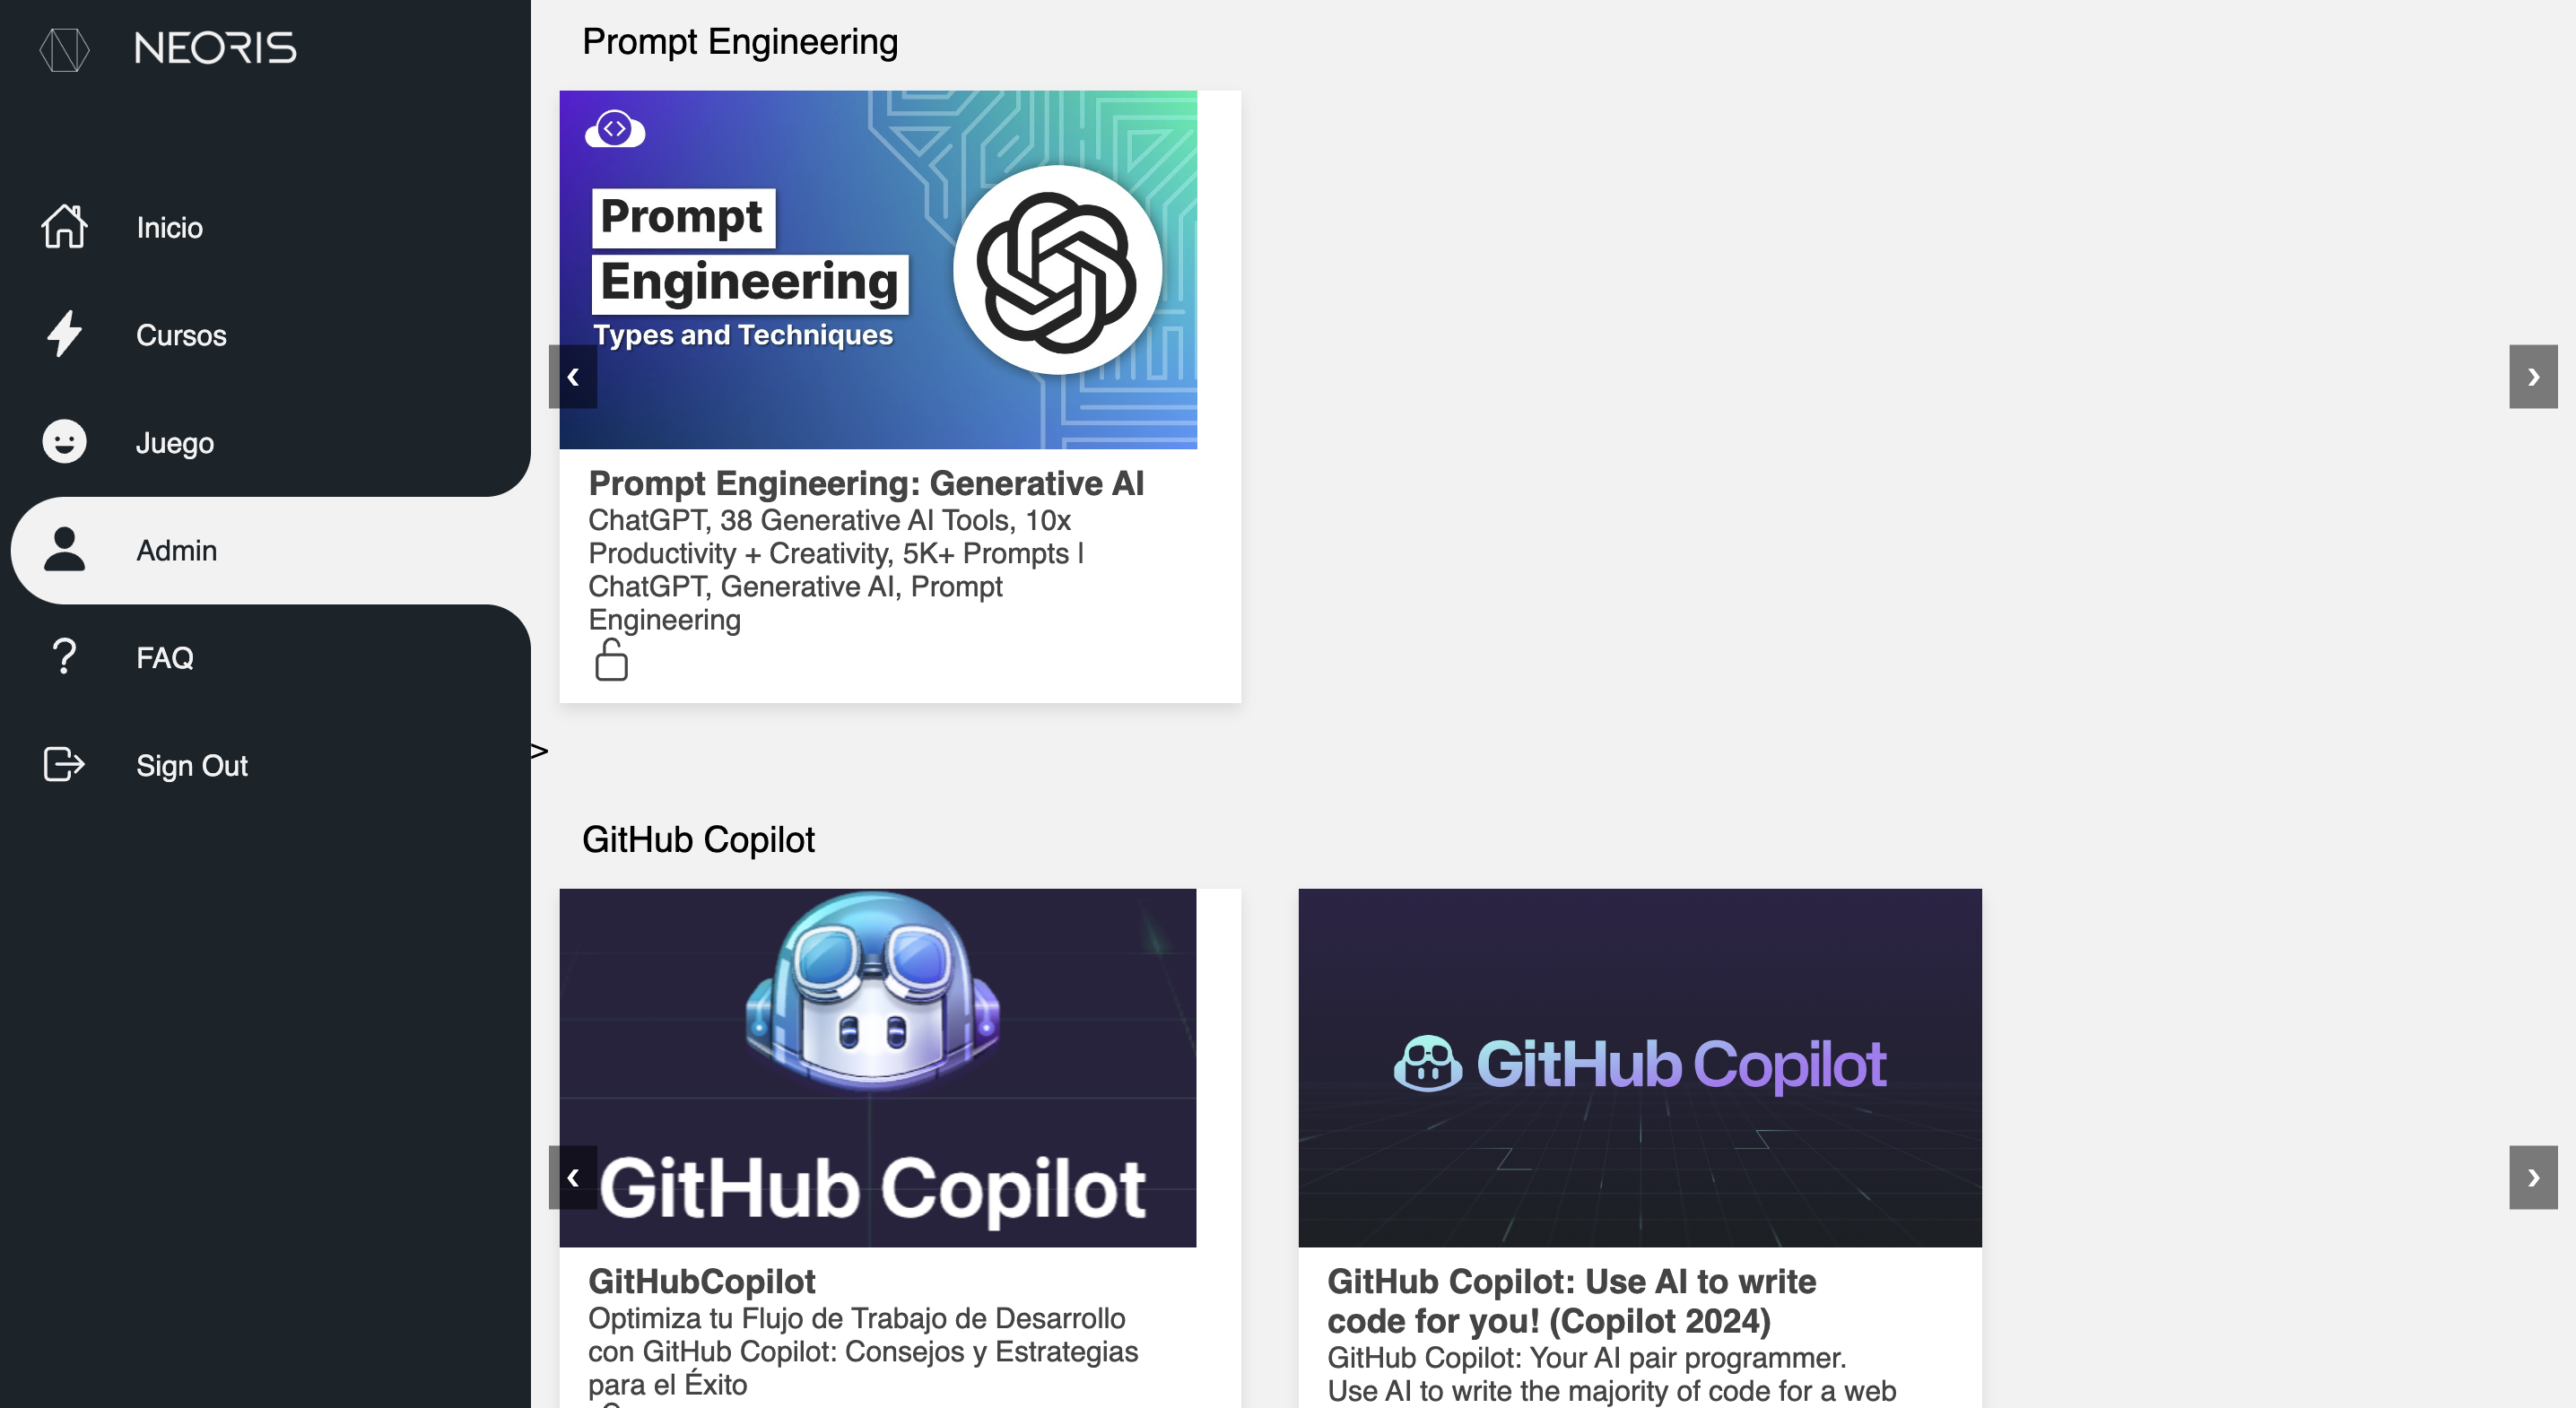 NEORIS
Inicio
Cursos
Juego
Admin
FAQ
Sign Out
Prompt Engineering
Prompt
Engineering
Types and Techniques
‹
›
Prompt Engineering: Generative AI
ChatGPT, 38 Generative AI Tools, 10x
Productivity + Creativity, 5K+ Prompts |
ChatGPT, Generative AI, Prompt
Engineering
>
GitHub Copilot
GitHub Copilot
‹
GitHubCopilot
Optimiza tu Flujo de Trabajo de Desarrollo
con GitHub Copilot: Consejos y Estrategias
para el Éxito
GitHub Copilot
›
GitHub Copilot: Use AI to write
code for you! (Copilot 2024)
GitHub Copilot: Your AI pair programmer.
Use AI to write the majority of code for a web